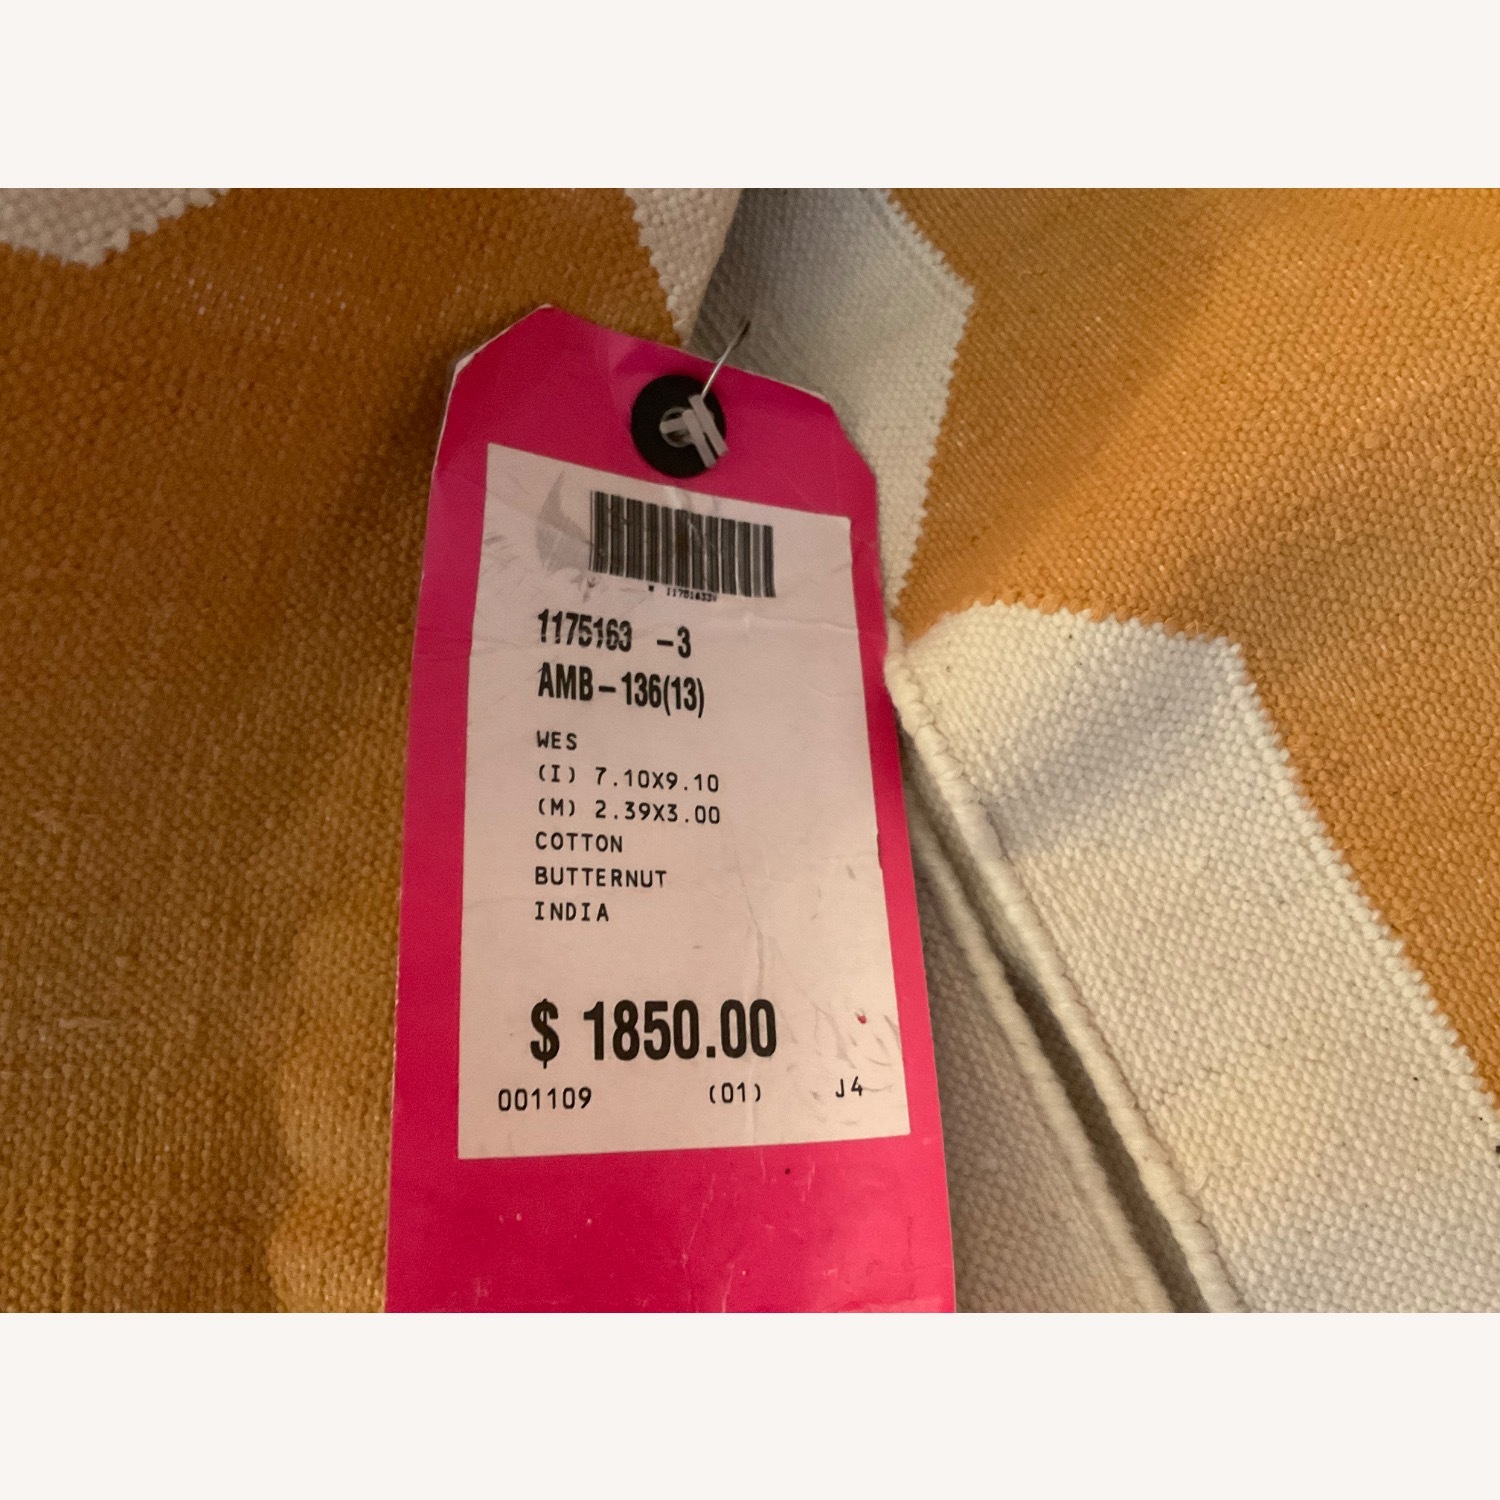 1175163 -3
AMB-136(13)
WES
(I) 7.10X9.10
(M) 2.39X3.00
COTTON
BUTTERNUT
INDIA
$ 1850.00
001109 (01) J4